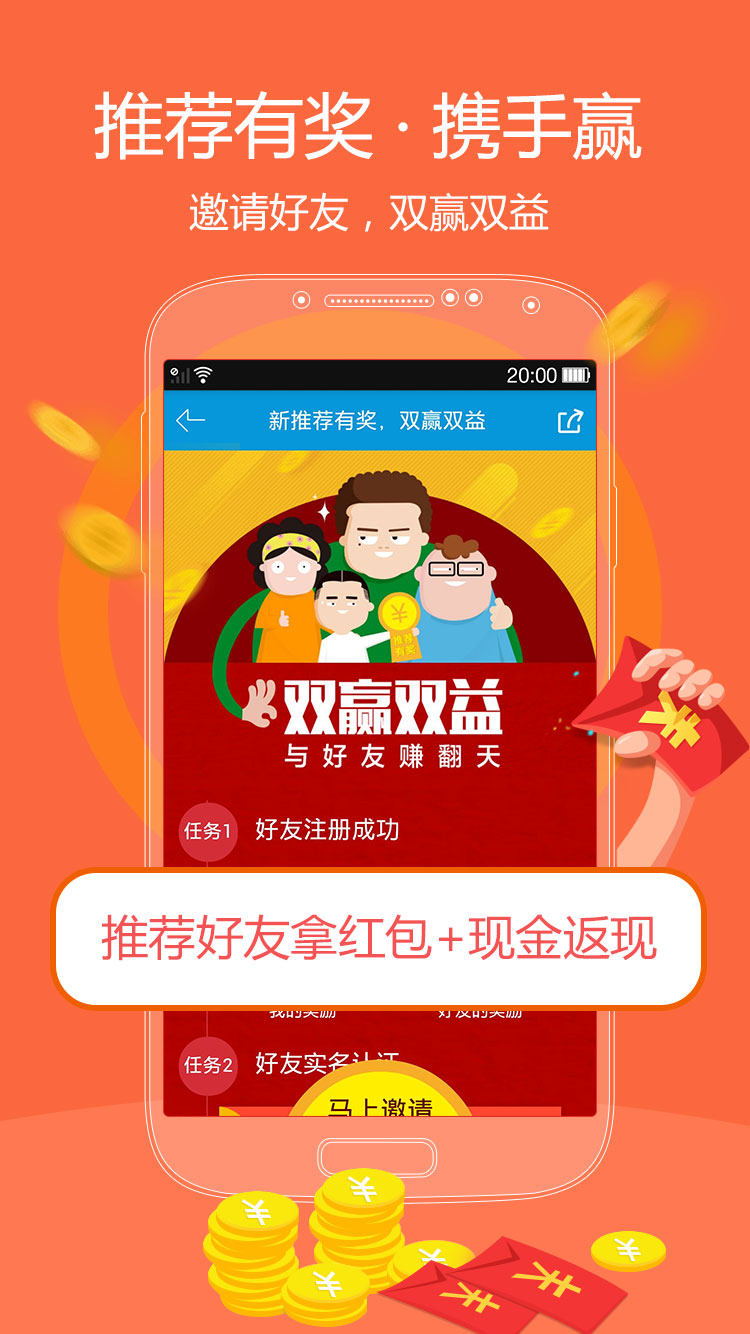 推荐有奖·携手赢
邀请好友，双赢双益
20:00
新推荐有奖，双赢双益
¥
推荐
有奖
双赢双益
与好友赚翻天
¥
任务1 好友注册成功
推荐好友拿红包+现金返现
我的奖励 好友的奖励
任务2 好友实名认证
马上邀请
¥
¥
¥
¥
¥
¥
¥